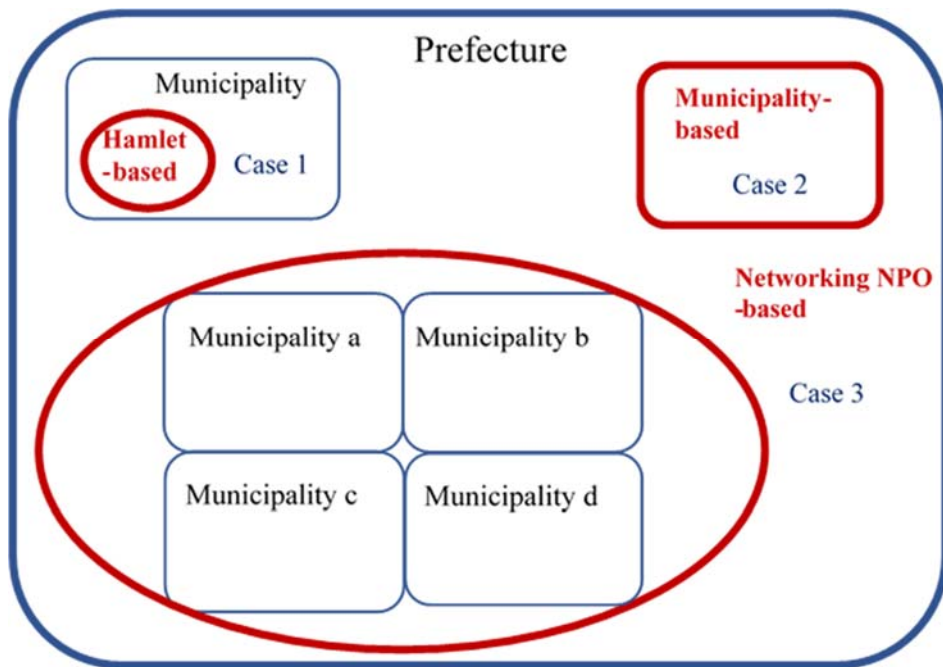 Prefecture
Municipality
Hamlet
-based
Case 1
Municipality-
based
Case 2
Networking NPO
-based
Case 3
Municipality a
Municipality b
Municipality c
Municipality d